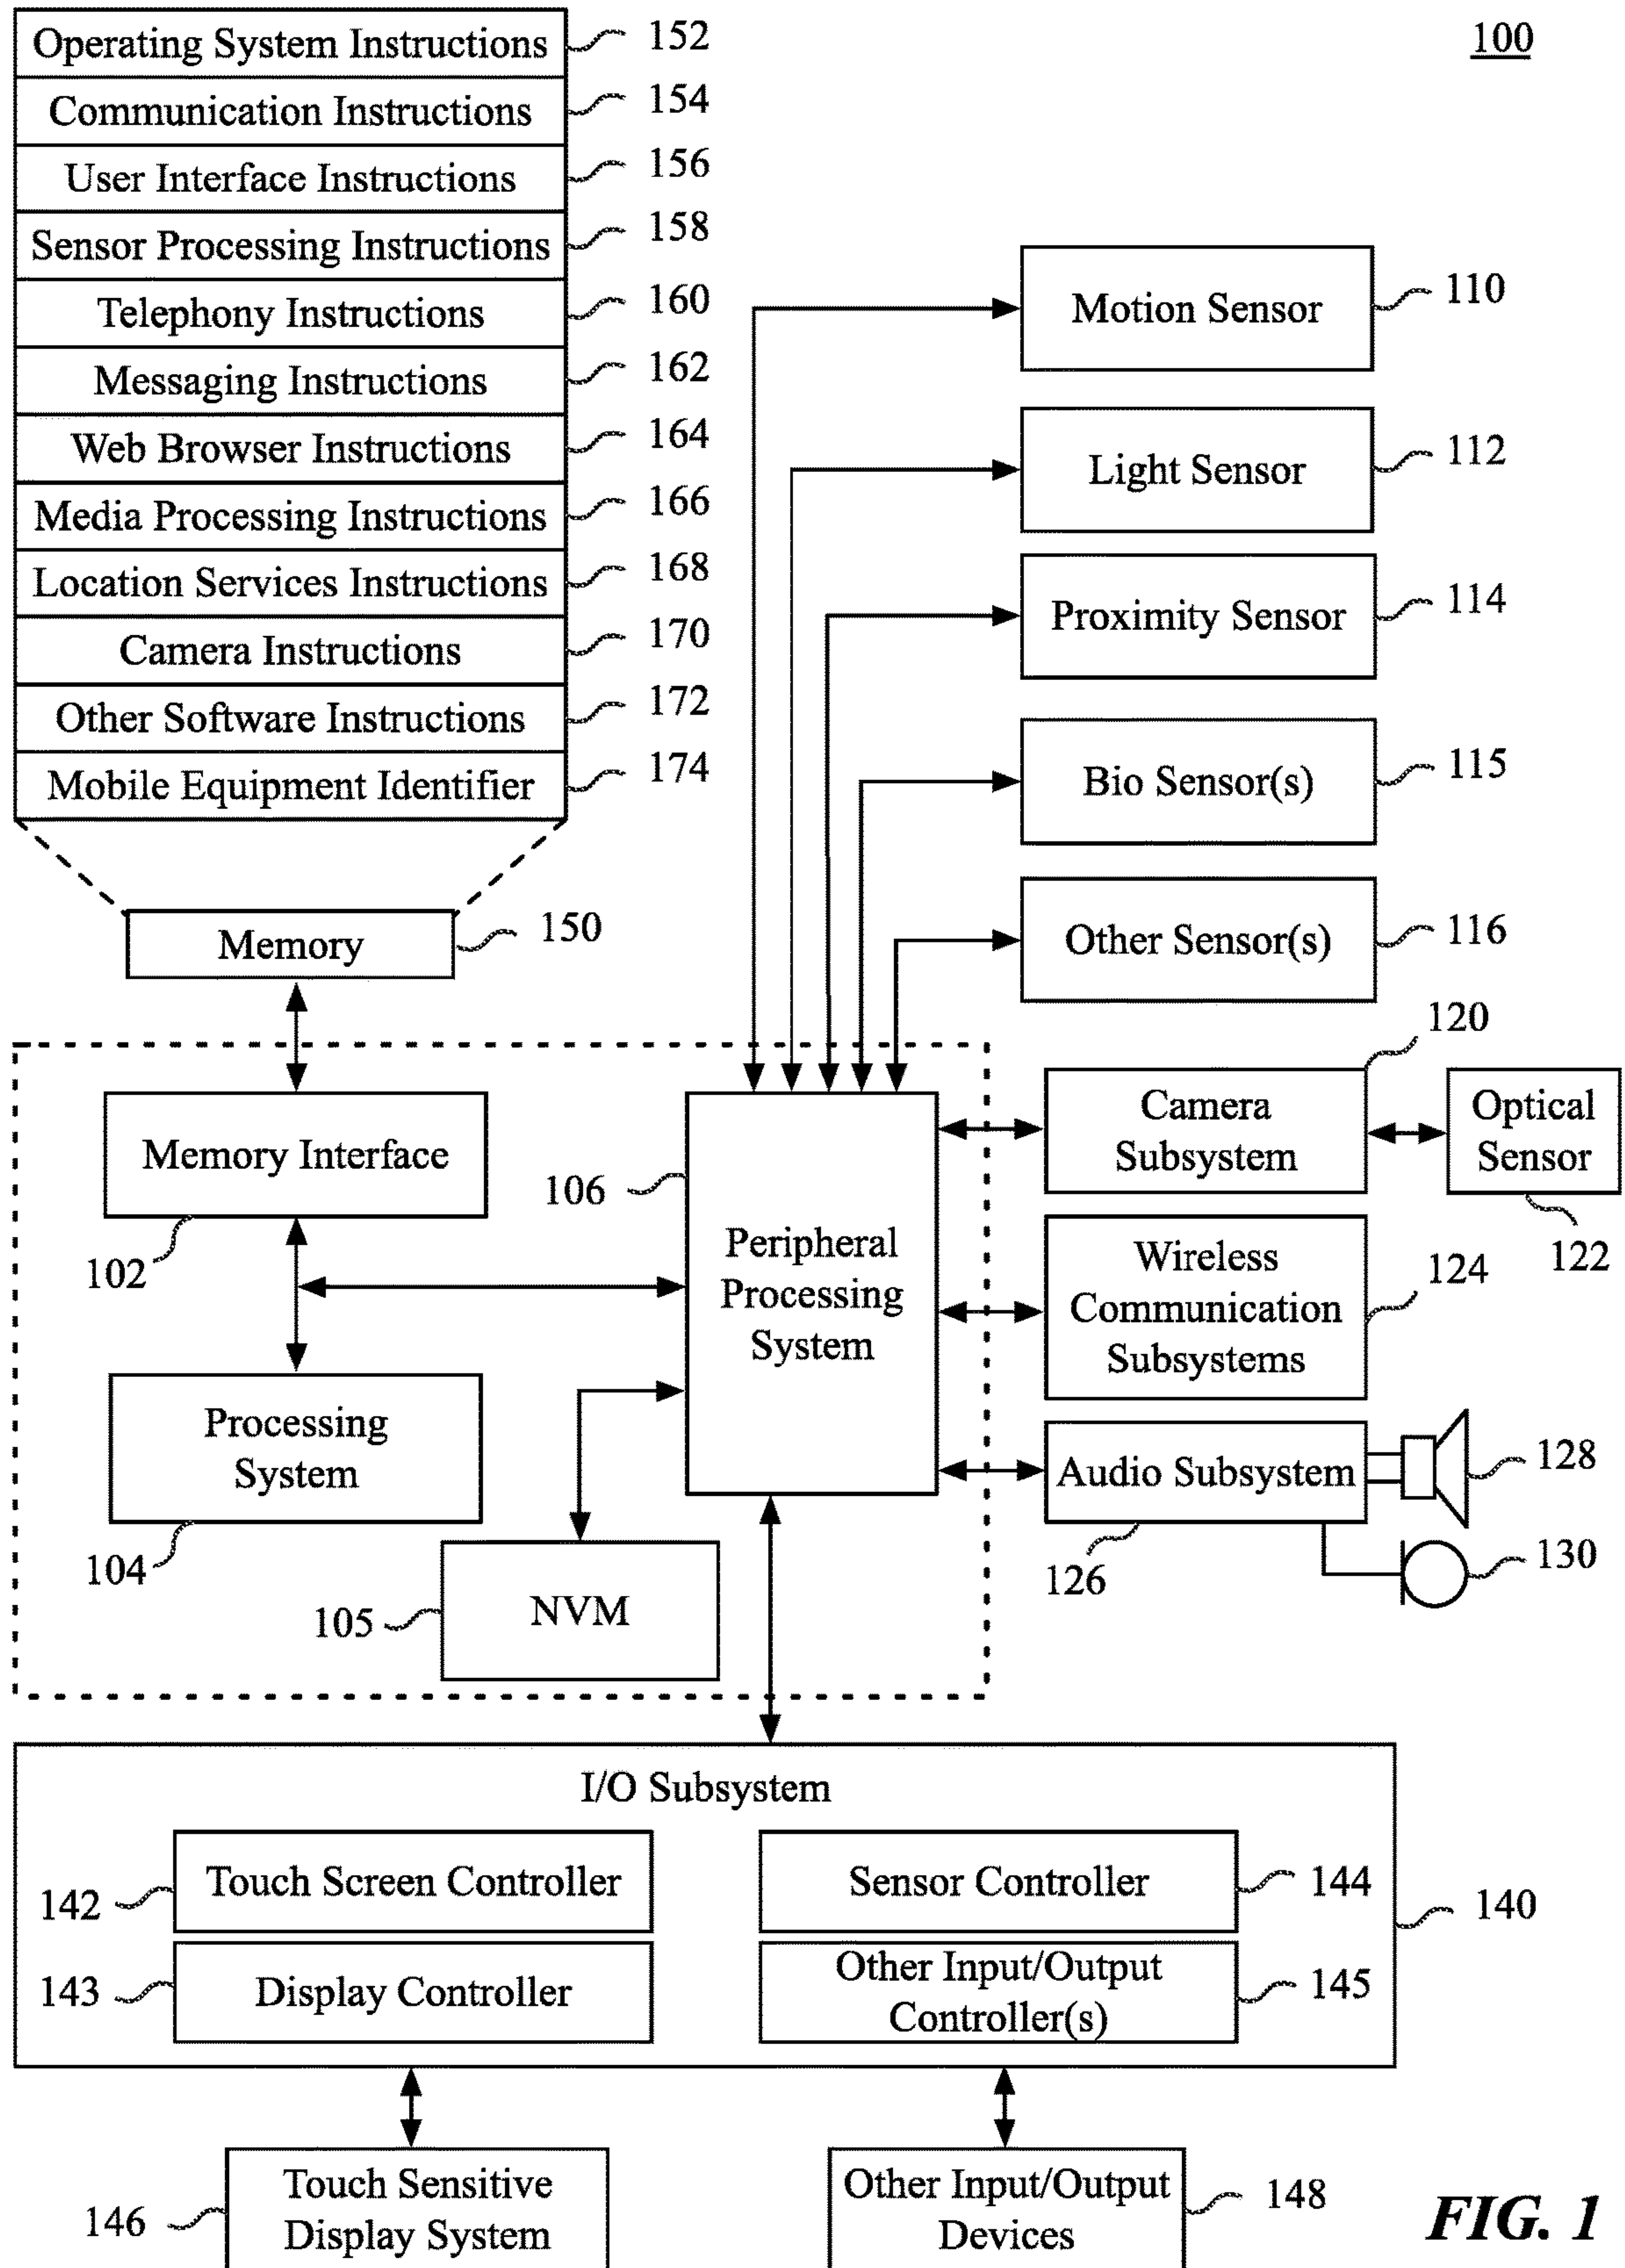 100
Operating System Instructions 152
Communication Instructions 154
User Interface Instructions 156
Sensor Processing Instructions 158
Telephony Instructions 160
Messaging Instructions 162
Web Browser Instructions 164
Media Processing Instructions 166
Location Services Instructions 168
Camera Instructions 170
Other Software Instructions 172
Mobile Equipment Identifier 174
Memory 150
Motion Sensor 110
Light Sensor 112
Proximity Sensor 114
Bio Sensor(s) 115
Other Sensor(s) 116
Memory Interface
102
Processing
System
104
NVM
105
106
Peripheral
Processing
System
120
Camera
Subsystem
Optical
Sensor
122
Wireless
Communication
Subsystems
124
Audio Subsystem
126
128
130
I/O Subsystem
140
142 Touch Screen Controller
Sensor Controller 144
143 Display Controller
Other Input/Output
Controller(s)
145
Touch Sensitive
Display System
146
Other Input/Output
Devices
148
FIG. 1